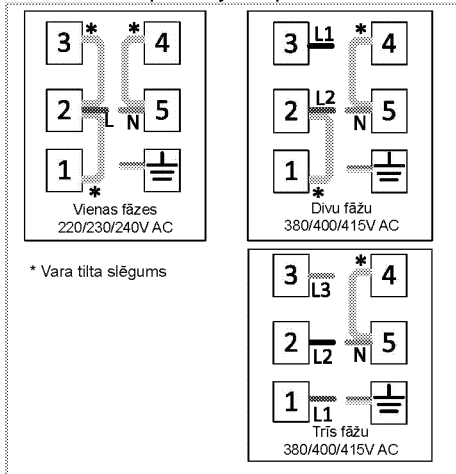 3 * * 4
2 L N 5
1 *
Vienas fāzes
220/230/240V AC
3 L1 * 4
2 L2 N 5
1 *
Divu fāžu
380/400/415V AC
* Vara tilta slēgums
3 L3 * 4
2 L2 N 5
1 L1
Trīs fāžu
380/400/415V AC